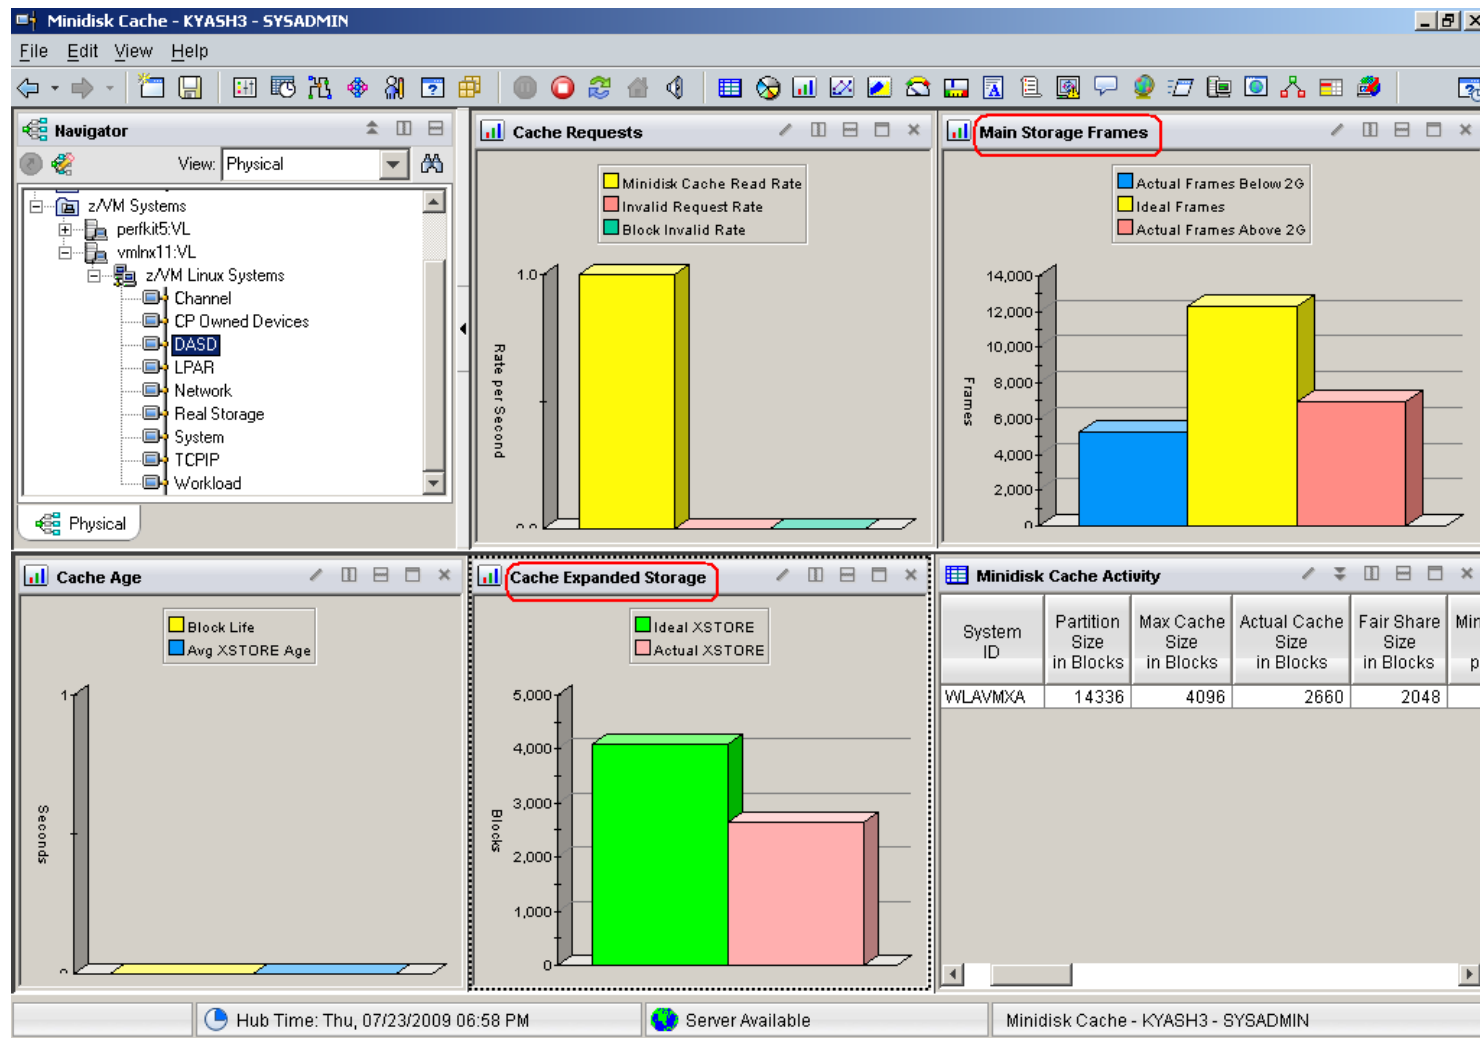 Minidisk Cache - KYASH3 - SYSADMIN
File Edit View Help
Navigator
View: Physical
z/VM Systems
perfkit5:VL
vmlnx11:VL
z/VM Linux Systems
Channel
CP Owned Devices
DASD
LPAR
Network
Real Storage
System
TCPIP
Workload
Physical
Cache Requests
Minidisk Cache Read Rate
Invalid Request Rate
Block Invalid Rate
1.0
0.0
Rate per Second
Main Storage Frames
Actual Frames Below 2G
Ideal Frames
Actual Frames Above 2G
14,000
12,000
10,000
8,000
6,000
4,000
2,000
0
Frames
Cache Age
Block Life
Avg XSTORE Age
1
0
Seconds
Cache Expanded Storage
Ideal XSTORE
Actual XSTORE
5,000
4,000
3,000
2,000
1,000
0
Blocks
Minidisk Cache Activity
System ID
Partition Size in Blocks
Max Cache Size in Blocks
Actual Cache Size in Blocks
Fair Share Size in Blocks
WLAVMXA 14336 4096 2660 2048
Hub Time: Thu, 07/23/2009 06:58 PM
Server Available
Minidisk Cache - KYASH3 - SYSADMIN